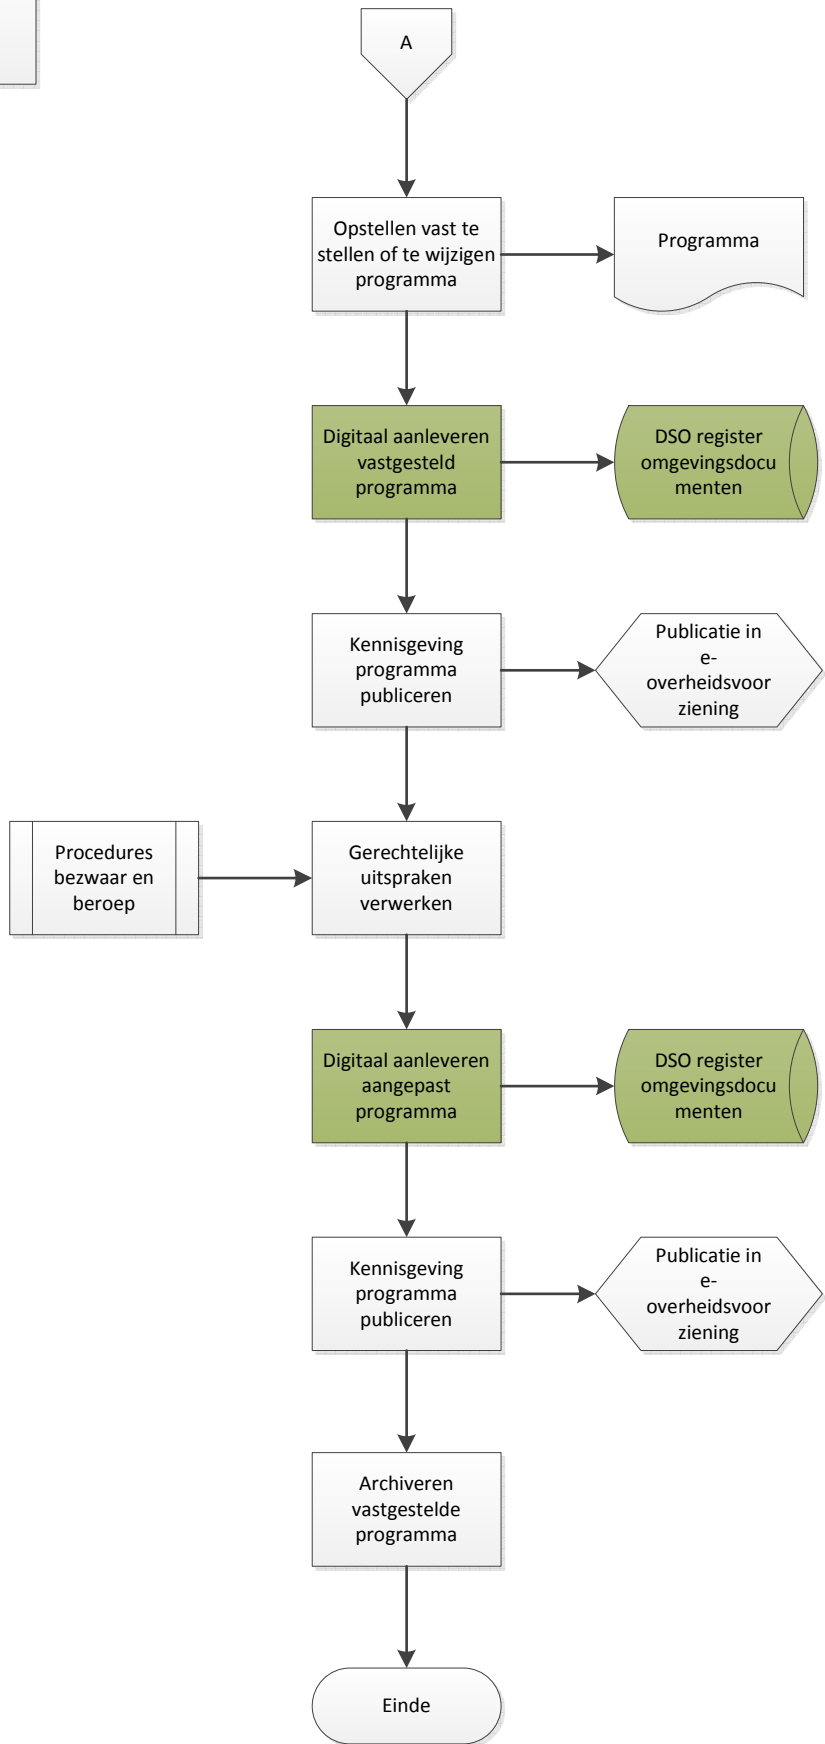 A
Opstellen vast te
stellen of te wijzigen
programma
Programma
Digitaal aanleveren
vastgesteld
programma
DSO register
omgevingsdocu
menten
Kennisgeving
programma
publiceren
Publicatie in
e-
overheidsvoor
ziening
Procedures
bezwaar en
beroep
Gerechtelijke
uitspraken
verwerken
Digitaal aanleveren
aangepast
programma
DSO register
omgevingsdocu
menten
Kennisgeving
programma
publiceren
Publicatie in
e-
overheidsvoor
ziening
Archiveren
vastgestelde
programma
Einde